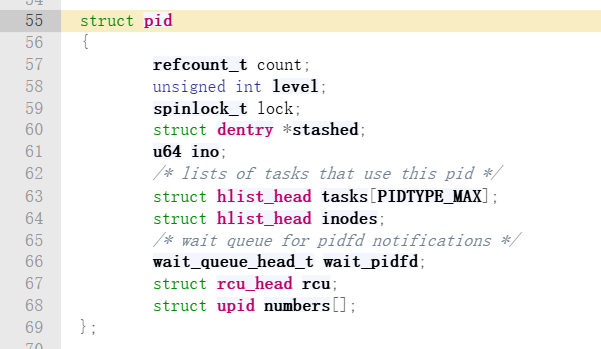 54
55 struct pid
56 {
57 refcount_t count;
58 unsigned int level;
59 spinlock_t lock;
60 struct dentry *stashed;
61 u64 ino;
62 /* lists of tasks that use this pid */
63 struct hlist_head tasks[PIDTYPE_MAX];
64 struct hlist_head inodes;
65 /* wait queue for pidfd notifications */
66 wait_queue_head_t wait_pidfd;
67 struct rcu_head rcu;
68 struct upid numbers[];
69 };
70